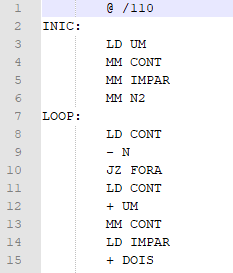 1 @ /110
2 INIC:
3 LD UM
4 MM CONT
5 MM IMPAR
6 MM N2
7 LOOP:
8 LD CONT
9 - N
10 JZ FORA
11 LD CONT
12 + UM
13 MM CONT
14 LD IMPAR
15 + DOIS